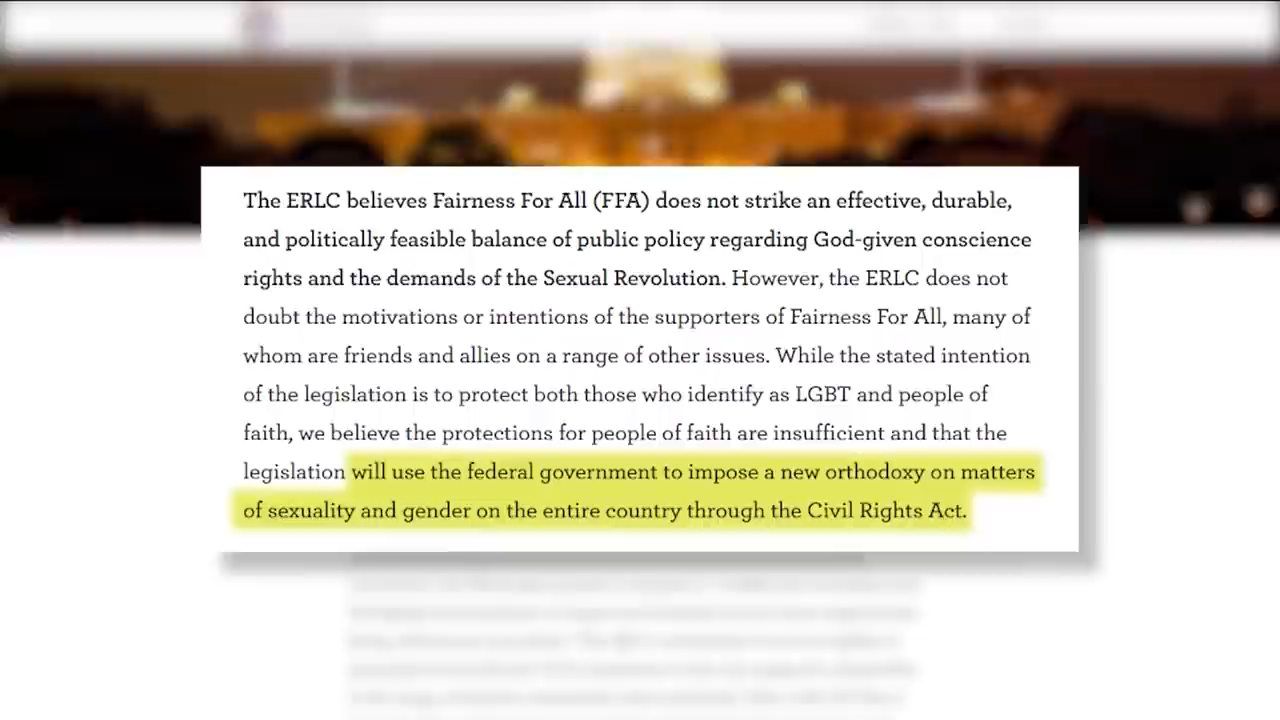 The ERLC believes Fairness For All (FFA) does not strike an effective, durable,
and politically feasible balance of public policy regarding God-given conscience
rights and the demands of the Sexual Revolution. However, the ERLC does not
doubt the motivations or intentions of the supporters of Fairness For All, many of
whom are friends and allies on a range of other issues. While the stated intention
of the legislation is to protect both those who identify as LGBT and people of
faith, we believe the protections for people of faith are insufficient and that the
legislation will use the federal government to impose a new orthodoxy on matters
of sexuality and gender on the entire country through the Civil Rights Act.